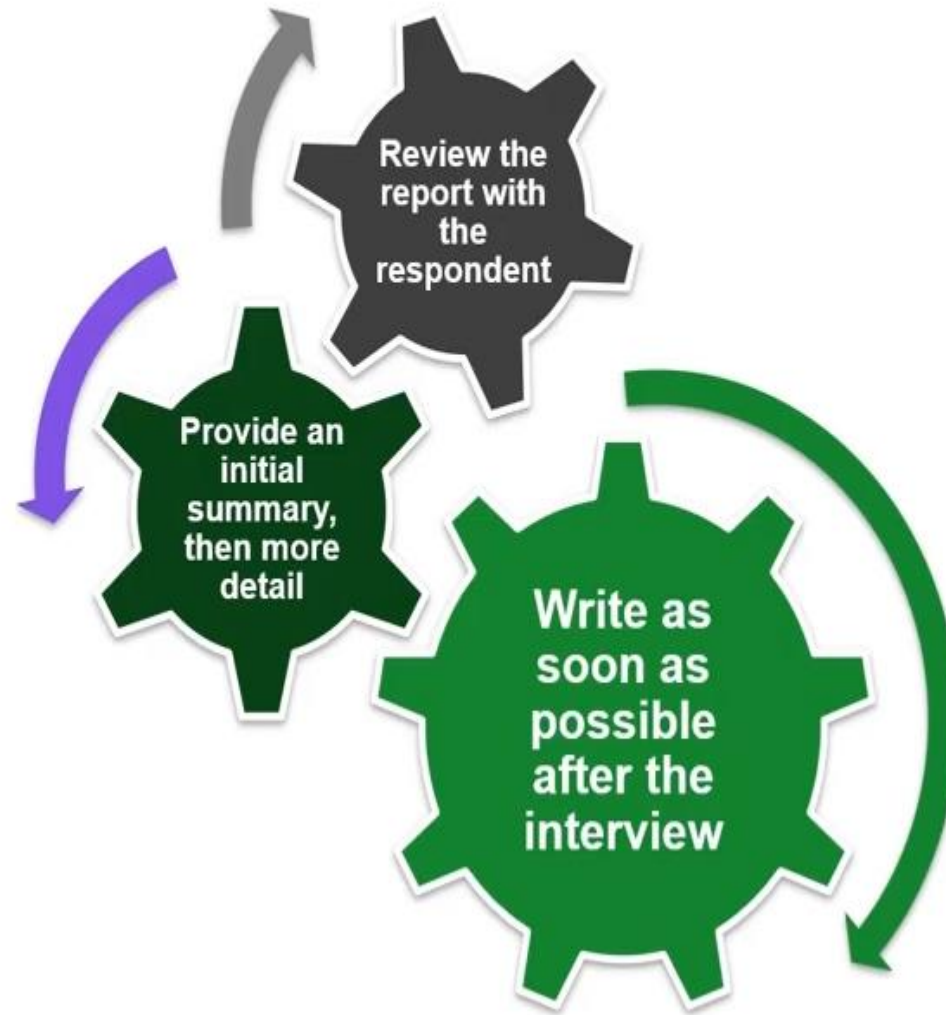 Review the
report with
the
respondent
Provide an
initial
summary,
then more
detail
Write as
soon as
possible
after the
interview